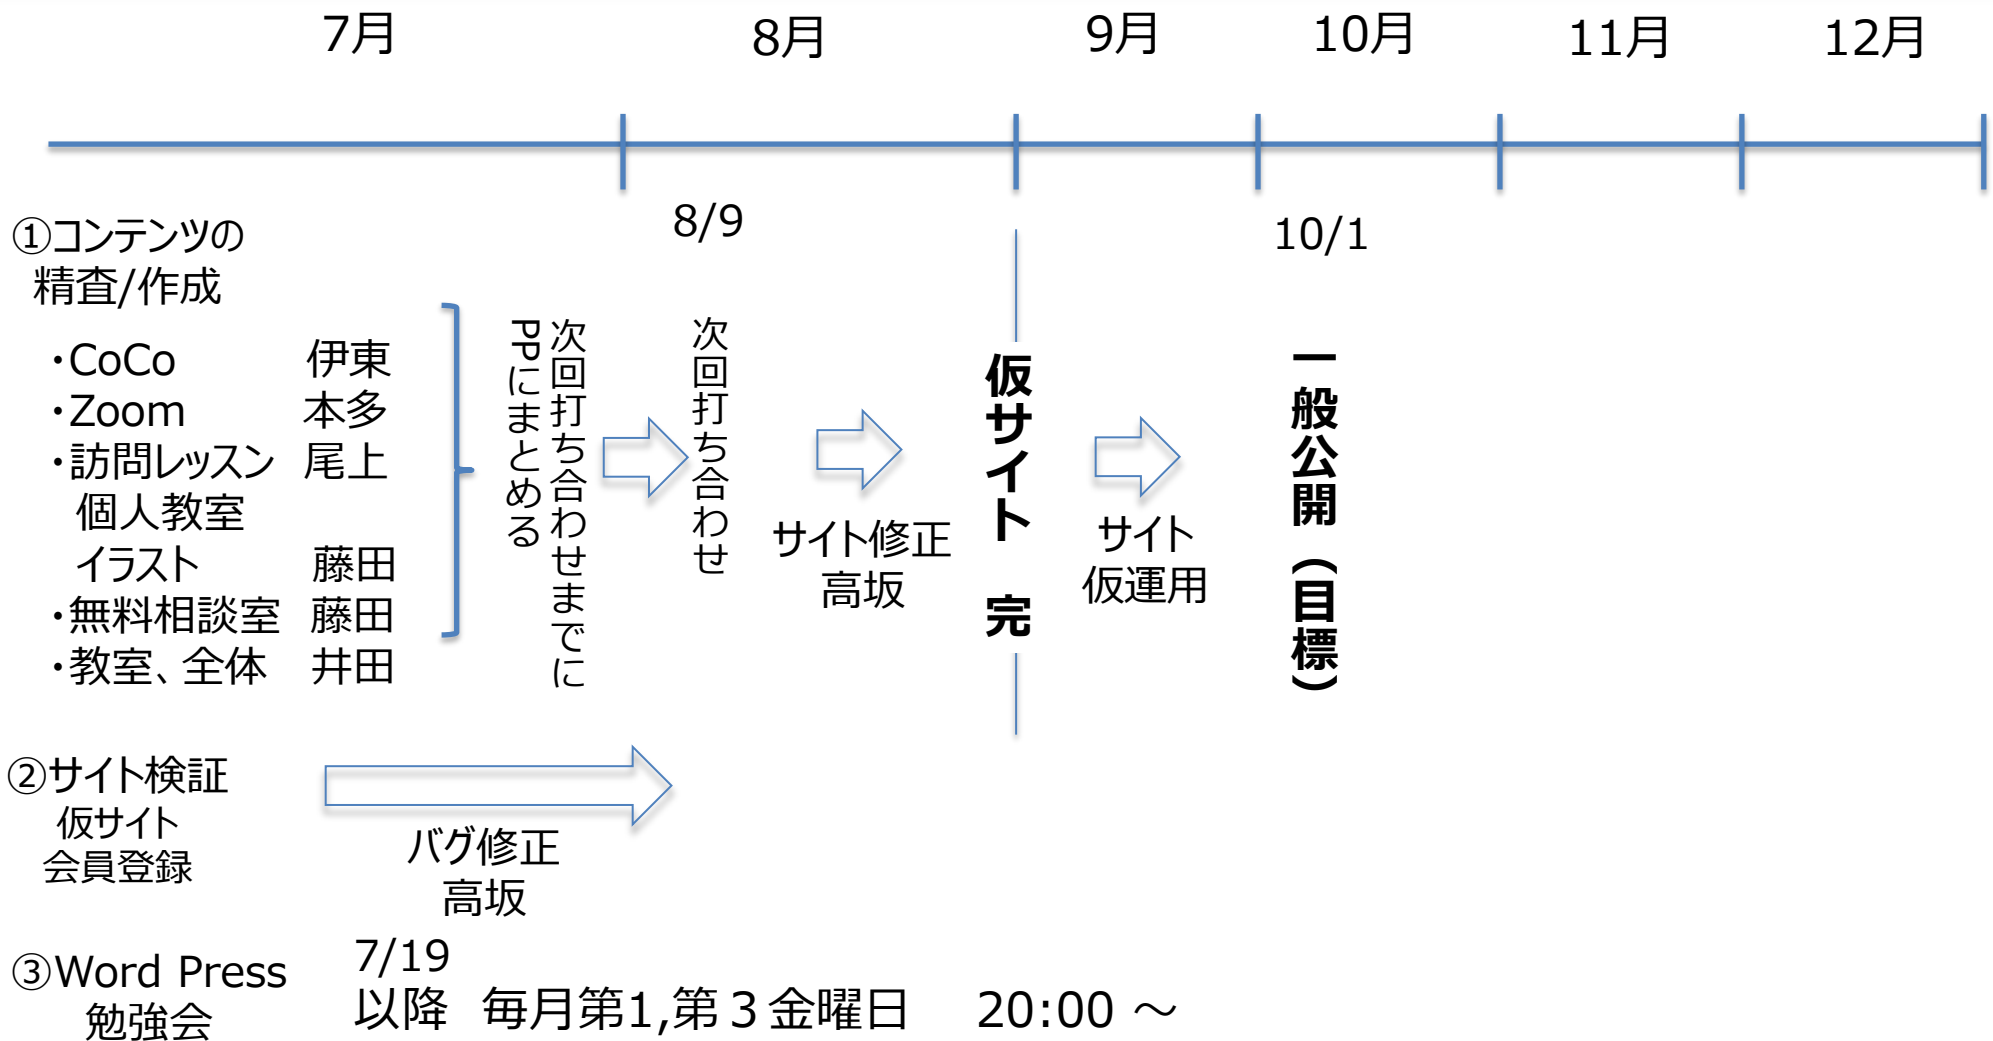 7月
8月
9月
10月
11月
12月
①コンテンツの
精査/作成
8/9
10/1
・CoCo 伊東
・Zoom 本多
・訪問レッスン 尾上
個人教室
イラスト 藤田
・無料相談室 藤田
・教室、全体 井田
次回打ち合わせまでに
PPにまとめる
次回打ち合わせ
サイト修正
高坂
仮サイト 完
サイト
仮運用
一般公開（目標）
②サイト検証
仮サイト
会員登録
バグ修正
高坂
③Word Press
勉強会
7/19
以降 毎月第1,第３金曜日 20:00 ～